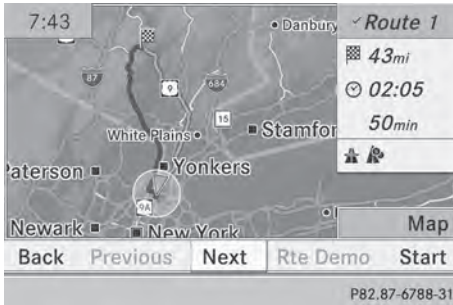 7:43
Danbury
✓Route 1
43mi
87
9
684
02:05
15
White Plains
Stamfor
50min
Paterson
Yonkers
9A
Newark
New York
Map
Back Previous Next Rte Demo Start
P82.87-6788-31